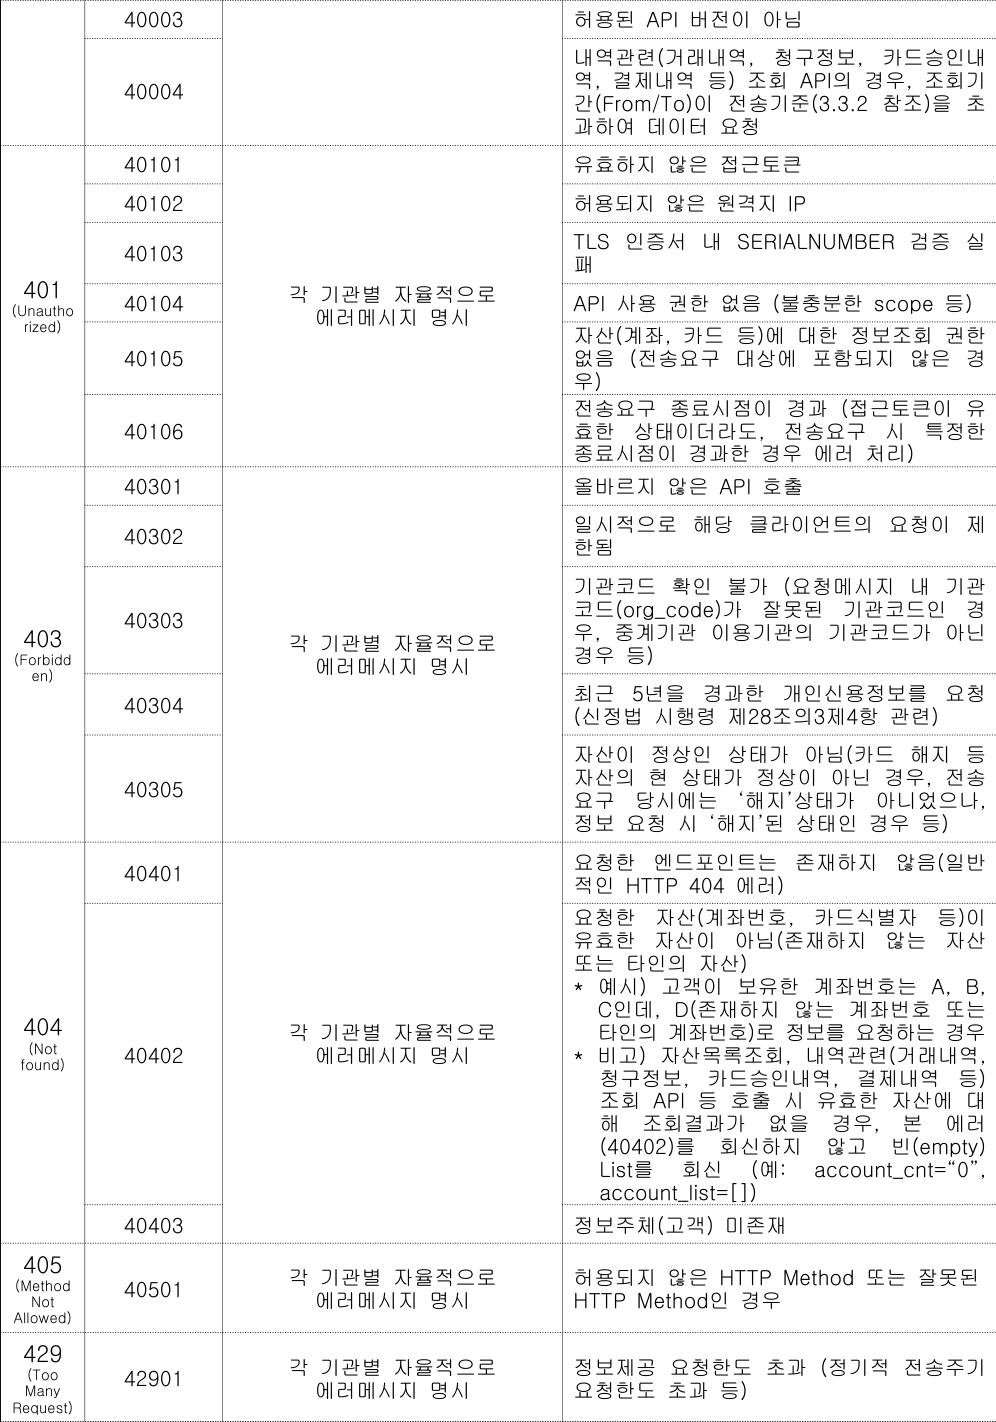 40003
허용된 API 버전이 아님
40004
내역관련(거래내역, 청구정보, 카드승인내
역, 결제내역 등) 조회 API의 경우, 조회기
간(From/To)이 전송기준(3.3.2 참조)을 초
과하여 데이터 요청
401
(Unautho
rized)
각 기관별 자율적으로
에러메시지 명시
40101
유효하지 않은 접근토큰
40102
허용되지 않은 원격지 IP
40103
TLS 인증서 내 SERIALNUMBER 검증 실
패
40104
API 사용 권한 없음 (불충분한 scope 등)
40105
자산(계좌, 카드 등)에 대한 정보조회 권한
없음 (전송요구 대상에 포함되지 않은 경
우)
40106
전송요구 종료시점이 경과 (접근토큰이 유
효한 상태이더라도, 전송요구 시 특정한
종료시점이 경과한 경우 에러 처리)
403
(Forbidd
en)
각 기관별 자율적으로
에러메시지 명시
40301
올바르지 않은 API 호출
40302
일시적으로 해당 클라이언트의 요청이 제
한됨
40303
기관코드 확인 불가 (요청메시지 내 기관
코드(org_code)가 잘못된 기관코드인 경
우, 중계기관 이용기관의 기관코드가 아닌
경우 등)
40304
최근 5년을 경과한 개인신용정보를 요청
(신정법 시행령 제28조의3제4항 관련)
40305
자산이 정상인 상태가 아님(카드 해지 등
자산의 현 상태가 정상이 아닌 경우, 전송
요구 당시에는 ‘해지’상태가 아니었으나,
정보 요청 시 ‘해지’된 상태인 경우 등)
404
(Not
found)
각 기관별 자율적으로
에러메시지 명시
40401
요청한 엔드포인트는 존재하지 않음(일반
적인 HTTP 404 에러)
40402
요청한 자산(계좌번호, 카드식별자 등)이
유효한 자산이 아님(존재하지 않는 자산
또는 타인의 자산)
* 예시) 고객이 보유한 계좌번호는 A, B,
C인데, D(존재하지 않는 계좌번호 또는
타인의 계좌번호)로 정보를 요청하는 경우
* 비고) 자산목록조회, 내역관련(거래내역,
청구정보, 카드승인내역, 결제내역 등)
조회 API 등 호출 시 유효한 자산에 대
해 조회결과가 없을 경우, 본 에러
(40402)를 회신하지 않고 빈(empty)
List를 회신 (예: account_cnt=“0”,
account_list=[])
40403
정보주체(고객) 미존재
405
(Method
Not
Allowed)
40501
각 기관별 자율적으로
에러메시지 명시
허용되지 않은 HTTP Method 또는 잘못된
HTTP Method인 경우
429
(Too
Many
Request)
42901
각 기관별 자율적으로
에러메시지 명시
정보제공 요청한도 초과 (정기적 전송주기
요청한도 초과 등)